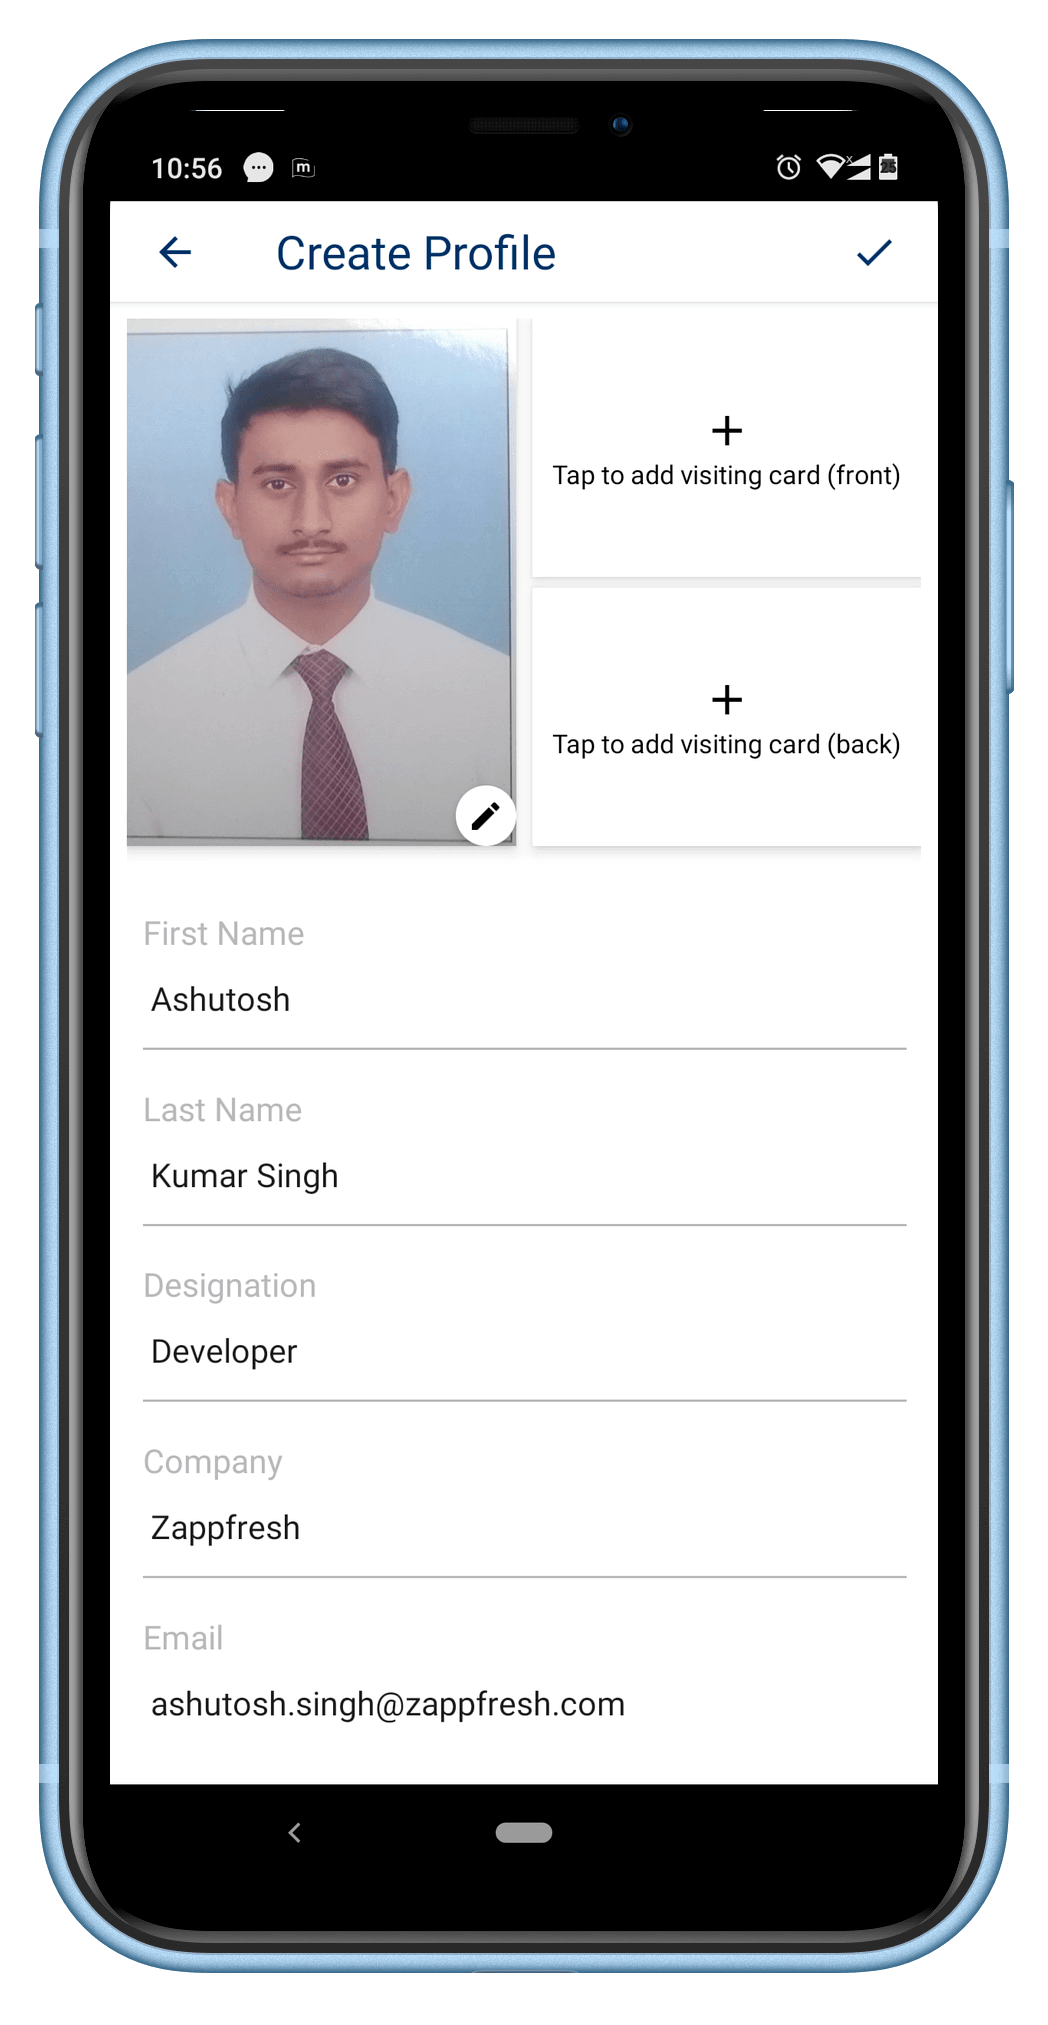 10:56
m
25
Create Profile
Tap to add visiting card (front)
Tap to add visiting card (back)
First Name
Ashutosh
Last Name
Kumar Singh
Designation
Developer
Company
Zappfresh
Email
ashutosh.singh@zappfresh.com